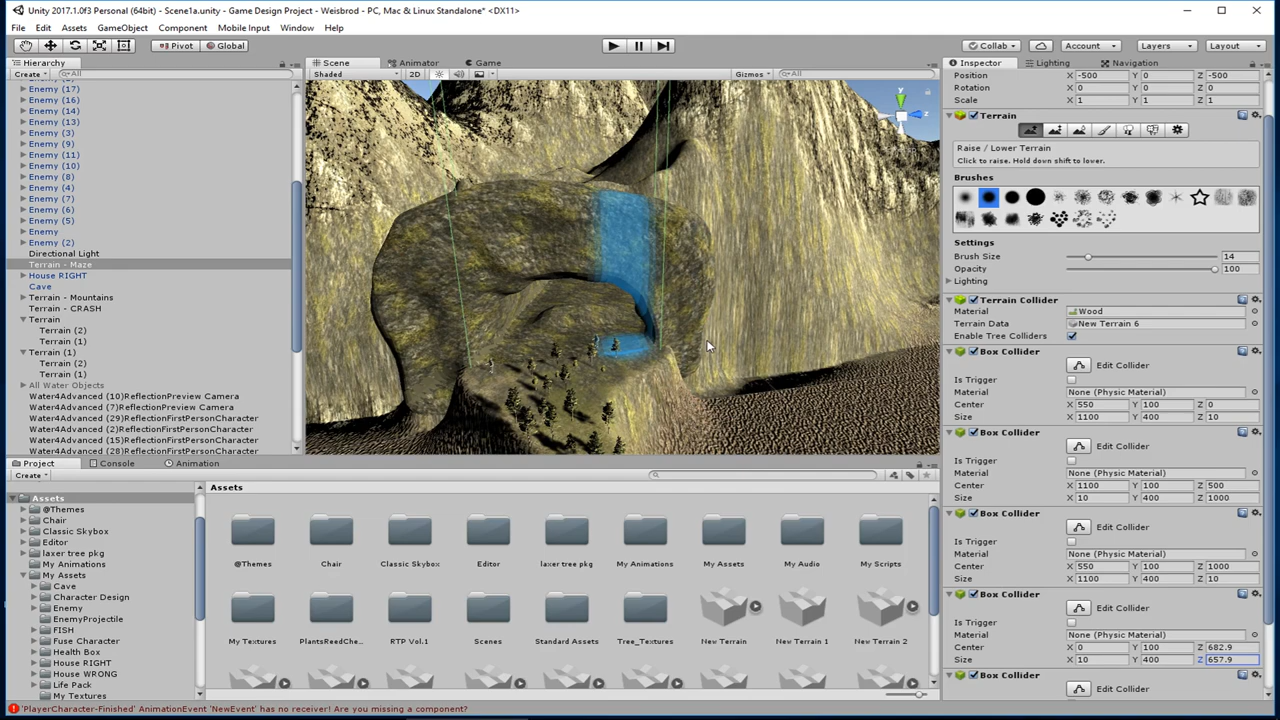 Unity 2017.1.0f3 Personal (64bit) - Scene1a.unity - Game Design Project - Weisbrod - PC, Mac & Linux Standalone* <DX11>
File Edit Assets GameObject Component Mobile Input Window Help
Pivot Global Collab Account Layers Layout
Hierarchy
Create All
Enemy (17)
Enemy (16)
Enemy (14)
Enemy (13)
Enemy (3)
Enemy (9)
Enemy (11)
Enemy (10)
Enemy (8)
Enemy (4)
Enemy (7)
Enemy (6)
Enemy (5)
Enemy
Enemy (2)
Directional Light
Terrain - Maze
House RIGHT
Cave
Terrain - Mountains
Terrain - CRASH
Terrain
Terrain (2)
Terrain (1)
Terrain (1)
Terrain (2)
Terrain (1)
All Water Objects
Water4Advanced (10)ReflectionPreview Camera
Water4Advanced (7)ReflectionPreview Camera
Water4Advanced (29)ReflectionFirstPersonCharacter
Water4Advanced (2)ReflectionFirstPersonCharacter
Water4Advanced (15)ReflectionFirstPersonCharacter
Water4Advanced (28)ReflectionFirstPersonCharacter
Scene Animator Game
Shaded 2D Gizmos All
y
z
Inspector Lighting Navigation
Position X -500 Y 0 Z -500
Rotation X 0 Y 0 Z 0
Scale X 1 Y 1 Z 1
Terrain
Raise / Lower Terrain
Click to raise. Hold down shift to lower.
Brushes
Settings
Brush Size 14
Opacity 100
Lighting
Terrain Collider
Material Wood
Terrain Data New Terrain 6
Enable Tree Colliders
Box Collider
Edit Collider
Is Trigger
Material None (Physic Material)
Center X 550 Y 100 Z 0
Size X 1100 Y 400 Z 10
Box Collider
Edit Collider
Is Trigger
Material None (Physic Material)
Center X 1100 Y 100 Z 500
Size X 10 Y 400 Z 1000
Box Collider
Edit Collider
Is Trigger
Material None (Physic Material)
Center X 550 Y 100 Z 1000
Size X 1100 Y 400 Z 10
Box Collider
Edit Collider
Is Trigger
Material None (Physic Material)
Center X 0 Y 100 Z 682.9
Size X 10 Y 400 Z 657.9
Box Collider
Edit Collider
Project Console Animation
Create
Assets
@Themes
Chair
Classic Skybox
Editor
laxer tree pkg
My Animations
My Assets
Cave
Character Design
Enemy
EnemyProjectile
FISH
Fuse Character
Health Box
House RIGHT
House WRONG
Life Pack
My Textures
Assets
@Themes Chair Classic Skybox Editor laxer tree pkg My Animations My Assets My Audio My Scripts
My Textures PlantsReedChe... RTP Vol.1 Scenes Standard Assets Tree_Textures New Terrain New Terrain 1 New Terrain 2
'PlayerCharacter-Finished' AnimationEvent 'NewEvent' has no receiver! Are you missing a component?